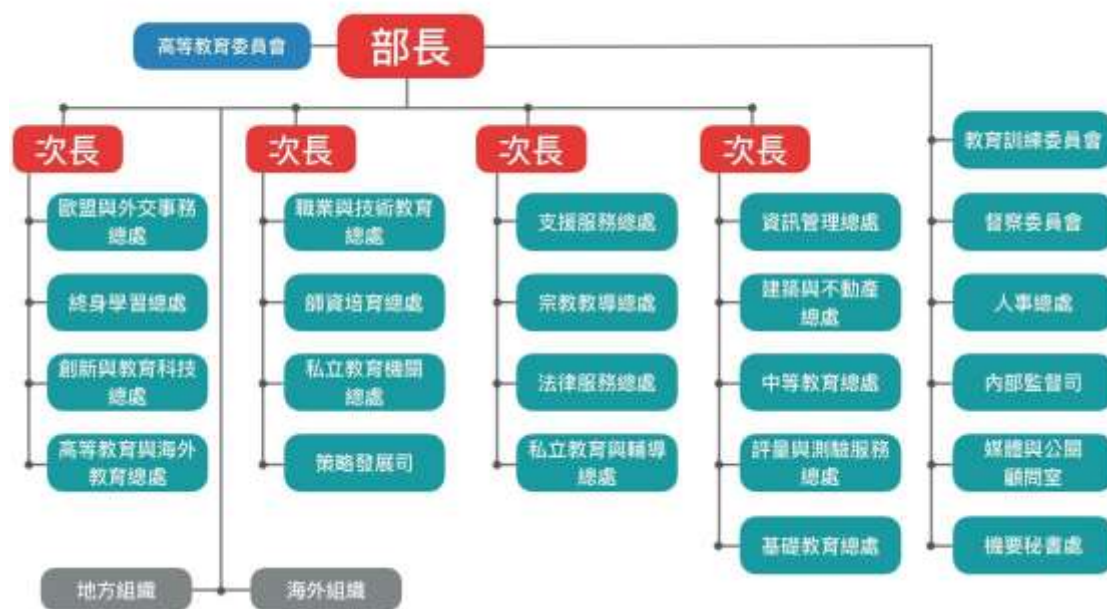 高等教育委員會
部長
次長
次長
次長
次長
歐盟與外交事務
總處
終身學習總處
創新與教育科技
總處
高等教育與海外
教育總處
職業與技術教育
總處
師資培育總處
私立教育機關
總處
策略發展司
支援服務總處
宗教教導總處
法律服務總處
私立教育與輔導
總處
資訊管理總處
建築與不動產
總處
中等教育總處
評量與測驗服務
總處
基礎教育總處
教育訓練委員會
督察委員會
人事總處
內部監督司
媒體與公關
顧問室
機要秘書處
地方組織
海外組織